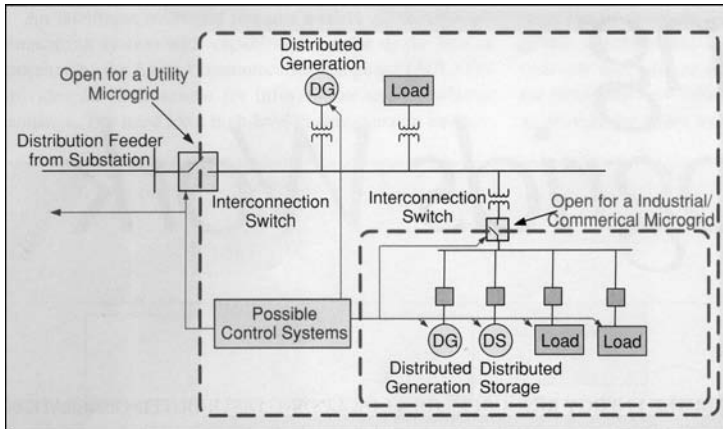 Distributed
Generation
DG
Load
Open for a Utility
Microgrid
Distribution Feeder
from Substation
Interconnection
Switch
Interconnection
Switch
Open for a Industrial/
Commerical Microgrid
Possible
Control Systems
DG
DS
Load
Load
Distributed
Generation
Distributed
Storage